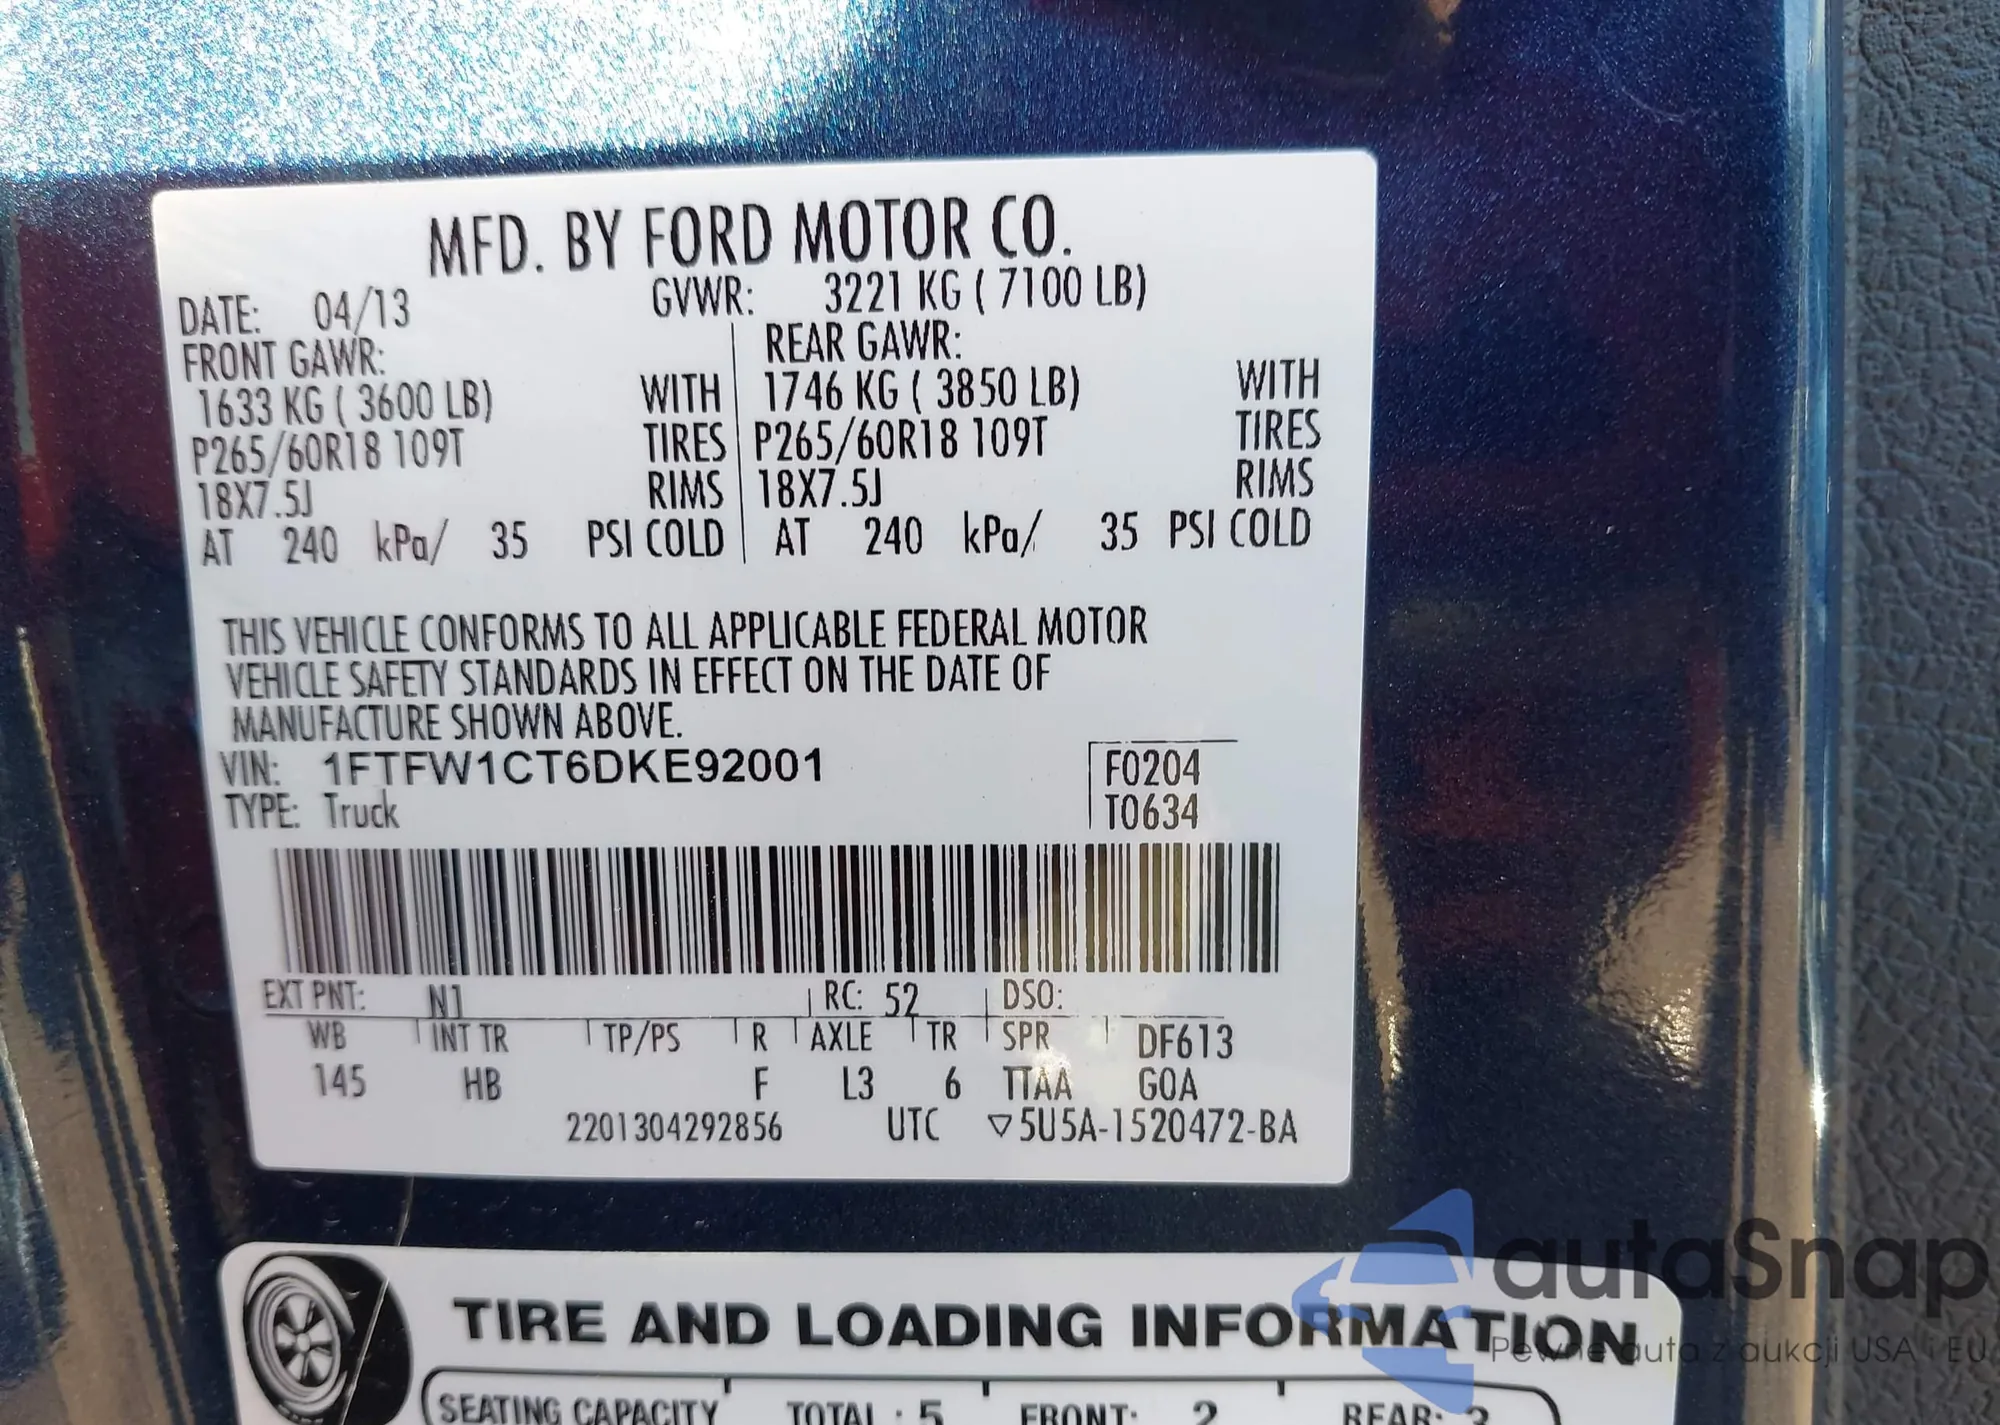 MFD. BY FORD MOTOR CO.
DATE: 04/13 GVWR: 3221 KG ( 7100 LB)
FRONT GAWR: REAR GAWR:
1633 KG ( 3600 LB) WITH 1746 KG ( 3850 LB) WITH
P265/60R18 109T TIRES P265/60R18 109T TIRES
18X7.5J RIMS 18X7.5J RIMS
AT 240 kPa/ 35 PSI COLD AT 240 kPa/ 35 PSI COLD
THIS VEHICLE CONFORMS TO ALL APPLICABLE FEDERAL MOTOR
VEHICLE SAFETY STANDARDS IN EFFECT ON THE DATE OF
MANUFACTURE SHOWN ABOVE.
VIN: 1FTFW1CT6DKE92001 F0204
TYPE: Truck T0634
EXT PNT: N1 RC: 52 DSO:
WB INT TR TP/PS R AXLE TR SPR DF613
145 HB F L3 6 TTAA GOA
2201304292856 UTC ▽5U5A-1520472-BA
TIRE AND LOADING INFORMATION
SEATING CAPACITY TOTAL : 5 FRONT: 2 REAR: 3
autaSnap
Pewne auta z aukcji USA i EU